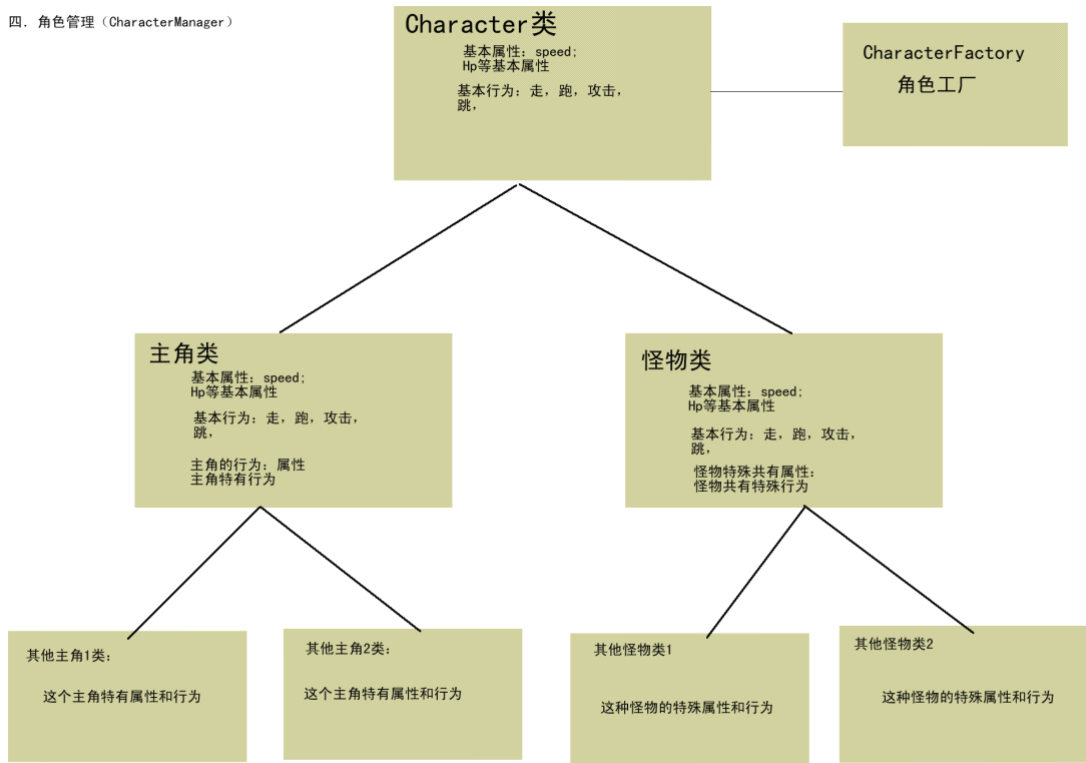 四. 角色管理（CharacterManager）
Character类
基本属性：speed;
Hp等基本属性
基本行为：走，跑，攻击，
跳，
CharacterFactory
角色工厂
主角类
基本属性：speed;
Hp等基本属性
基本行为：走，跑，攻击，
跳，
主角的行为：属性
主角特有行为
怪物类
基本属性：speed;
Hp等基本属性
基本行为：走，跑，攻击，
跳，
怪物特殊共有属性：
怪物共有特殊行为
其他主角1类：
这个主角特有属性和行为
其他主角2类：
这个主角特有属性和行为
其他怪物类1
这种怪物的特殊属性和行为
其他怪物类2
这种怪物的特殊属性和行为